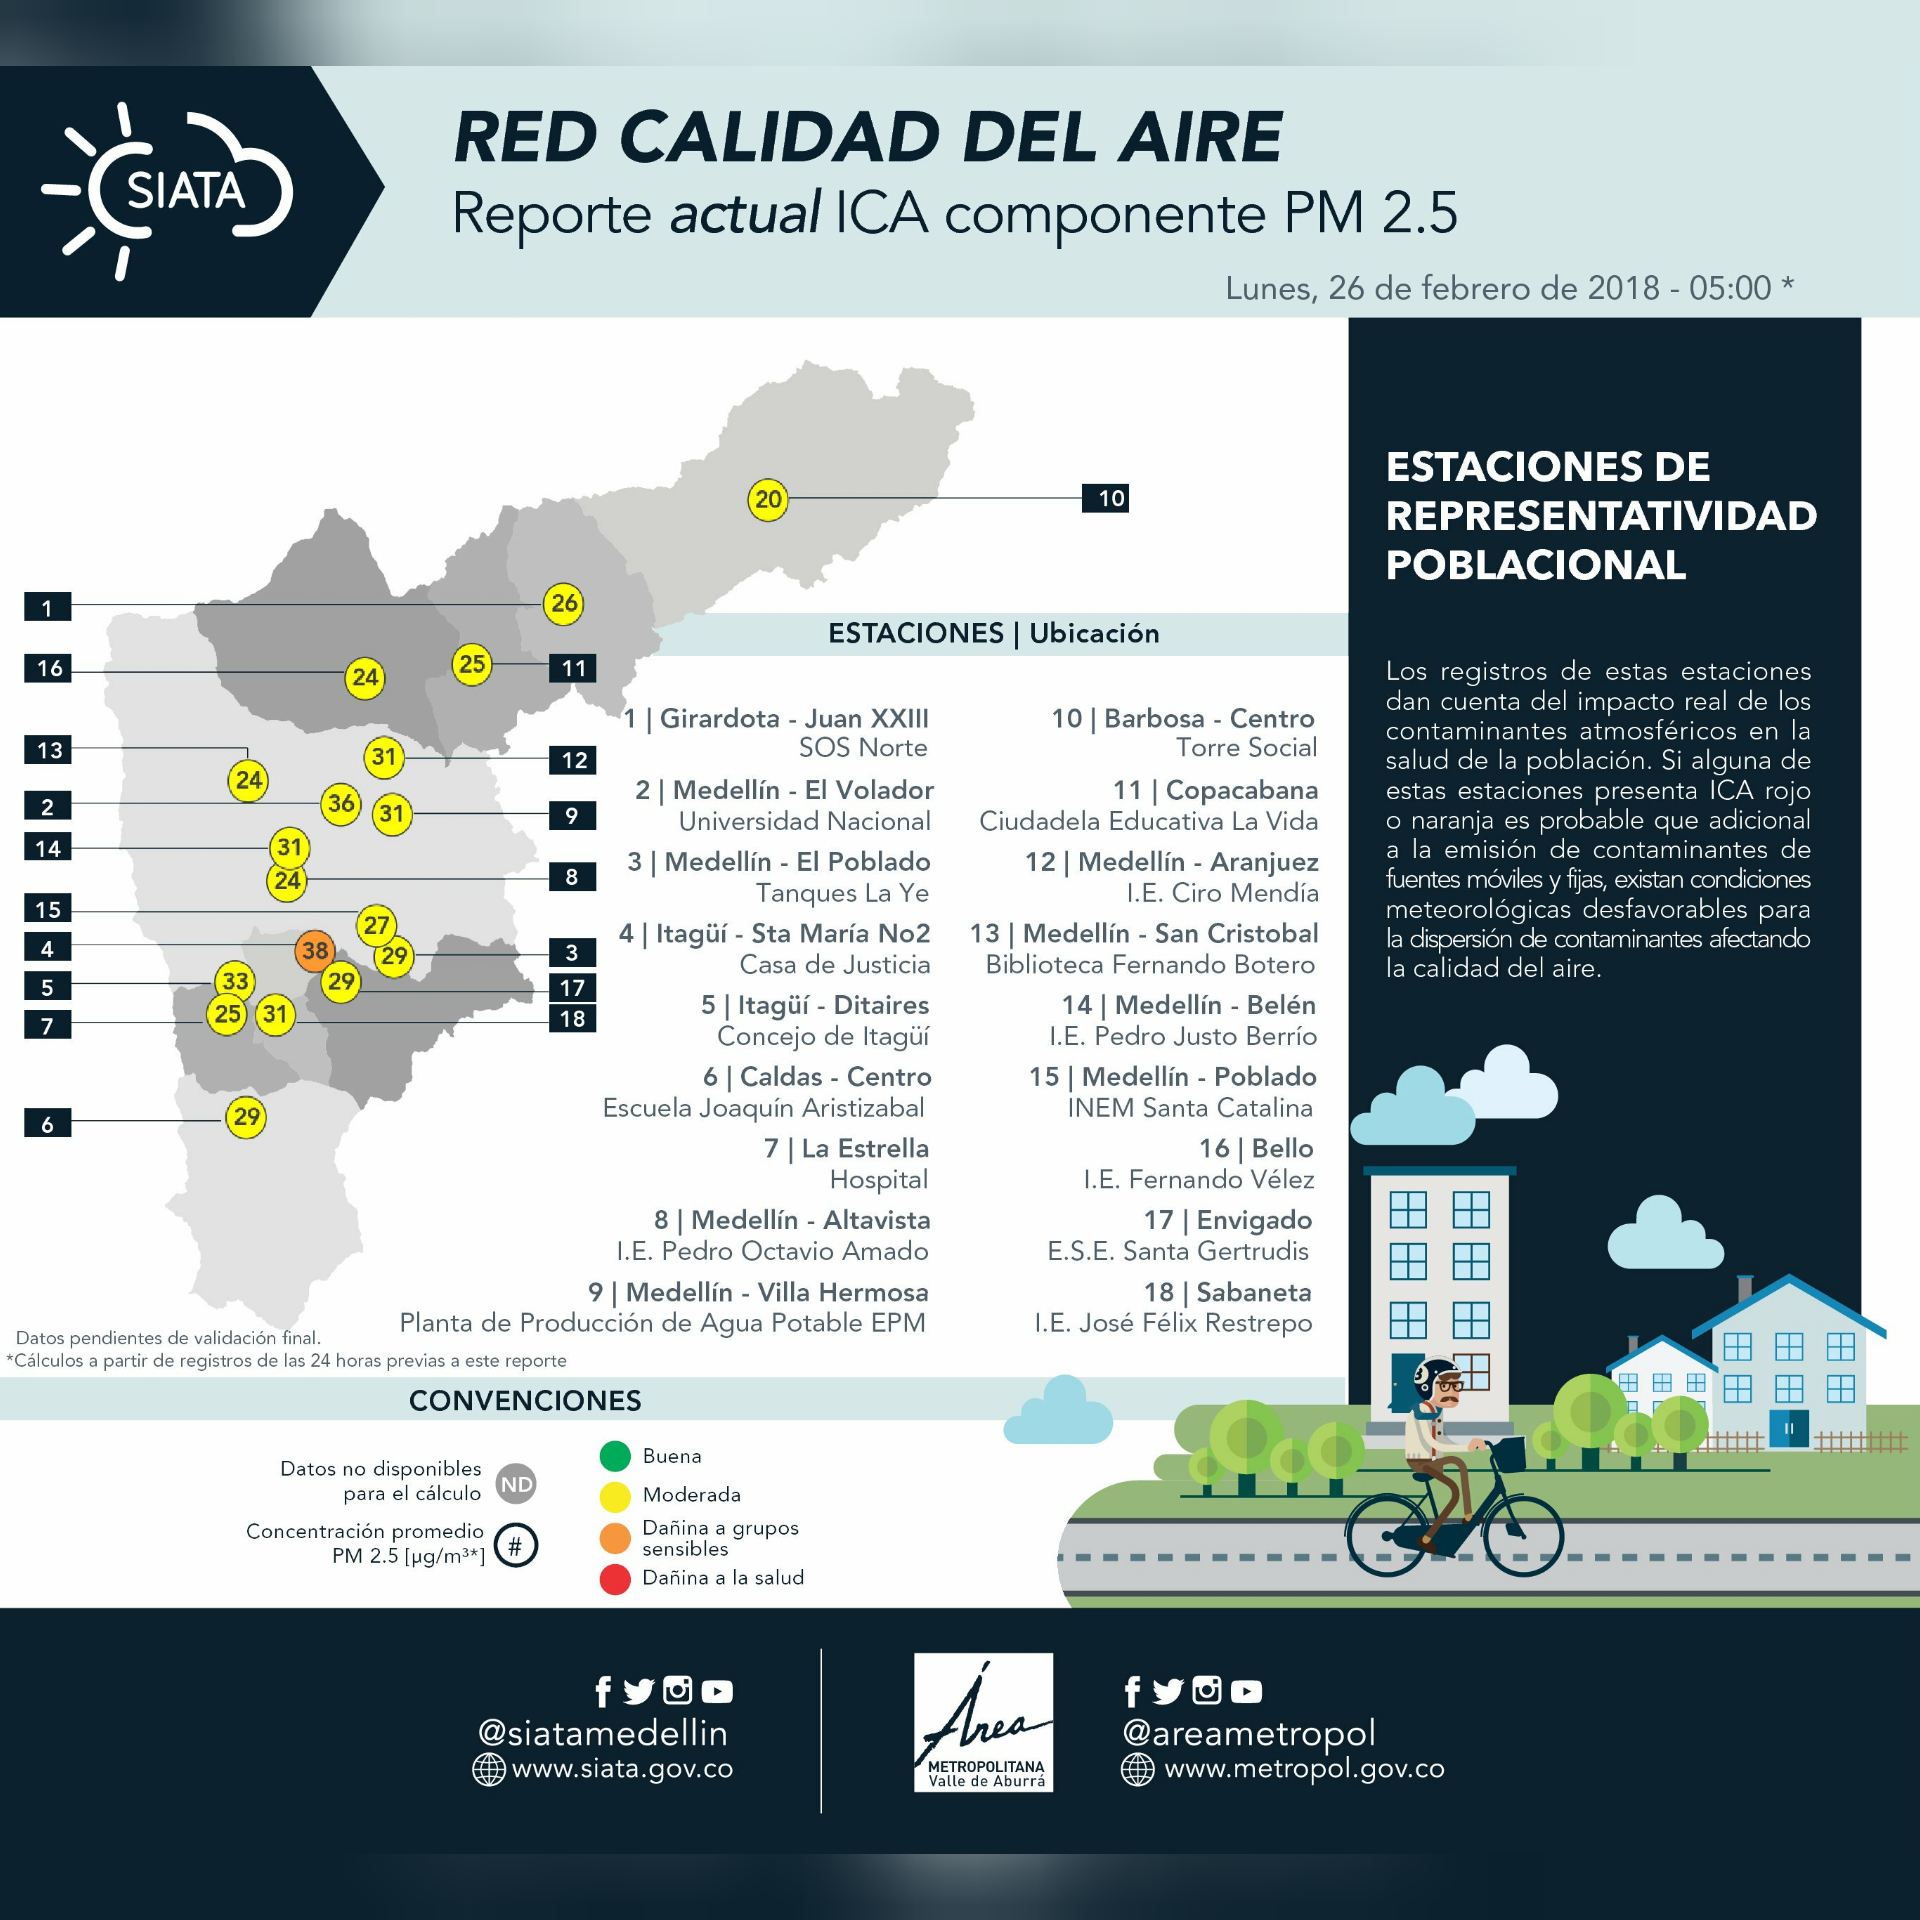 SIATA
RED CALIDAD DEL AIRE
Reporte actual ICA componente PM 2.5
Lunes, 26 de febrero de 2018 - 05:00 *
20
10
1
26
16
24
25
11
13
24
31
12
2
36
31
9
14
31
24
8
15
27
4
38
29
3
5
33
29
17
7
25
31
18
6
29
ESTACIONES | Ubicación
1 | Girardota - Juan XXIII
SOS Norte
2 | Medellín - El Volador
Universidad Nacional
3 | Medellín - El Poblado
Tanques La Ye
4 | Itagüí - Sta María No2
Casa de Justicia
5 | Itagüí - Ditaires
Concejo de Itagüí
6 | Caldas - Centro
Escuela Joaquín Aristizabal
7 | La Estrella
Hospital
8 | Medellín - Altavista
I.E. Pedro Octavio Amado
9 | Medellín - Villa Hermosa
Planta de Producción de Agua Potable EPM
10 | Barbosa - Centro
Torre Social
11 | Copacabana
Ciudadela Educativa La Vida
12 | Medellín - Aranjuez
I.E. Ciro Mendía
13 | Medellín - San Cristobal
Biblioteca Fernando Botero
14 | Medellín - Belén
I.E. Pedro Justo Berrío
15 | Medellín - Poblado
INEM Santa Catalina
16 | Bello
I.E. Fernando Vélez
17 | Envigado
E.S.E. Santa Gertrudis
18 | Sabaneta
I.E. José Félix Restrepo
ESTACIONES DE
REPRESENTATIVIDAD
POBLACIONAL
Los registros de estas estaciones
dan cuenta del impacto real de los
contaminantes atmosféricos en la
salud de la población. Si alguna de
estas estaciones presenta ICA rojo
o naranja es probable que adicional
a la emisión de contaminantes de
fuentes móviles y fijas, existan condiciones
meteorológicas desfavorables para
la dispersión de contaminantes afectando
la calidad del aire.
Datos pendientes de validación final.
*Cálculos a partir de registros de las 24 horas previas a este reporte
CONVENCIONES
Datos no disponibles
para el cálculo
ND
Concentración promedio
PM 2.5 [µg/m³*]
#
Buena
Moderada
Dañina a grupos
sensibles
Dañina a la salud
@siatamedellin
www.siata.gov.co
Área
METROPOLITANA
Valle de Aburrá
@areametropol
www.metropol.gov.co